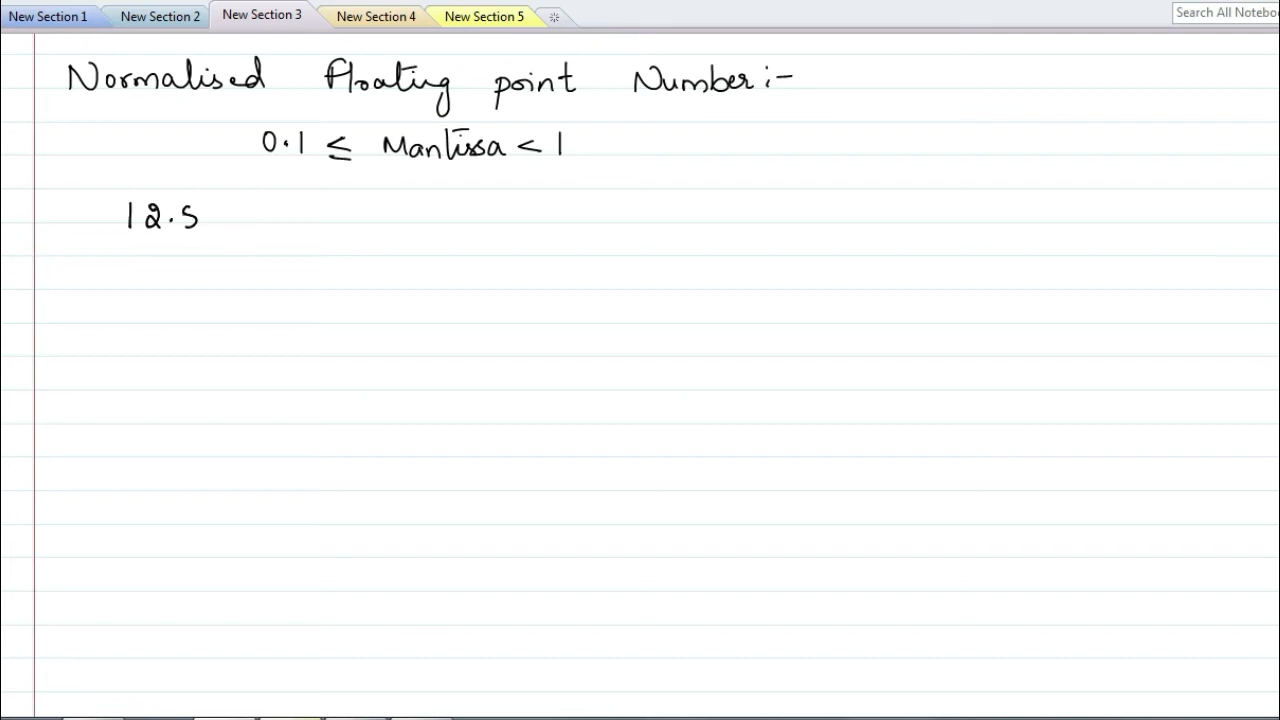 New Section 1 New Section 2 New Section 3 New Section 4 New Section 5 Search All Notebo
Normalised floating point Number:-
0.1 ≤ Mantissa < 1
12.5